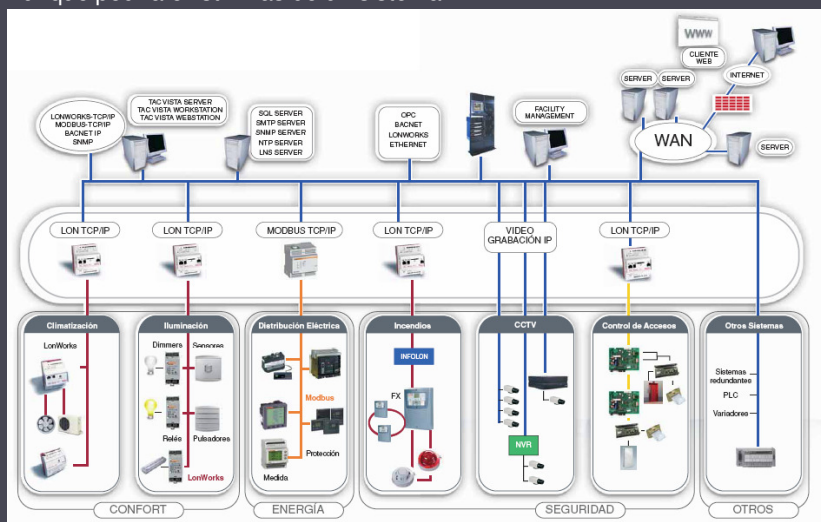 WWW
CLIENTE
WEB
INTERNET
SERVER
SERVER
WAN
SERVER
LONWORKS-TCP/IP
MODBUS-TCP/IP
BACNET IP
SNMP
TAC VISTA SERVER
TAC VISTA WORKSTATION
TAC VISTA WEBSTATION
SQL SERVER
SMTP SERVER
SNMP SERVER
NTP SERVER
LNS SERVER
OPC
BACNET
LONWORKS
ETHERNET
FACILITY
MANAGEMENT
LON TCP/IP
LON TCP/IP
MODBUS TCP/IP
LON TCP/IP
VIDEO
GRABACIÓN IP
LON TCP/IP
Climatización
LonWorks
Iluminación
Dimmers
Sensores
Relés
Pulsadores
LonWorks
Distribución Eléctrica
Modbus
Protección
Medida
Incendios
INFOLON
FX
CCTV
NVR
Control de Accesos
Otros Sistemas
Sistemas
redundantes
PLC
Variadores
CONFORT
ENERGÍA
SEGURIDAD
OTROS